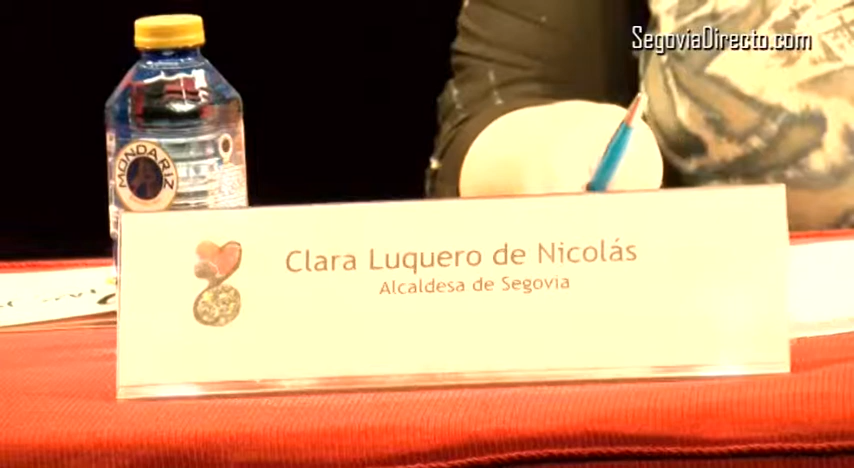 SegoviaDirecto.com
MONDARIZ
Clara Luquero de Nicolás
Alcaldesa de Segovia